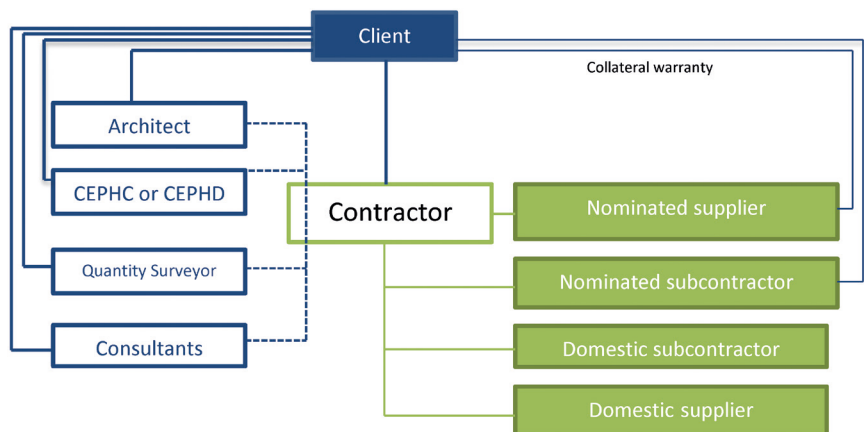 Client
Collateral warranty
Architect
CEPHC or CEPHD
Contractor
Nominated supplier
Quantity Surveyor
Nominated subcontractor
Consultants
Domestic subcontractor
Domestic supplier